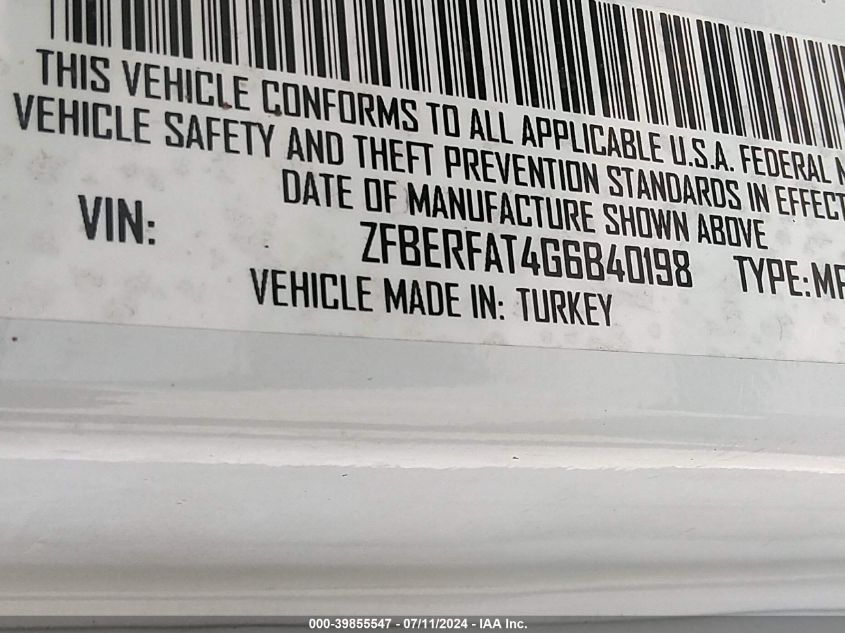 THIS VEHICLE CONFORMS TO ALL APPLICABLE U.S.A. FEDERAL
VEHICLE SAFETY AND THEFT PREVENTION STANDARDS IN EFFECT
DATE OF MANUFACTURE SHOWN ABOVE
VIN: ZFBERFAT4G6B40198 TYPE:
VEHICLE MADE IN: TURKEY
000-39855547 - 07/11/2024 - IAA Inc.